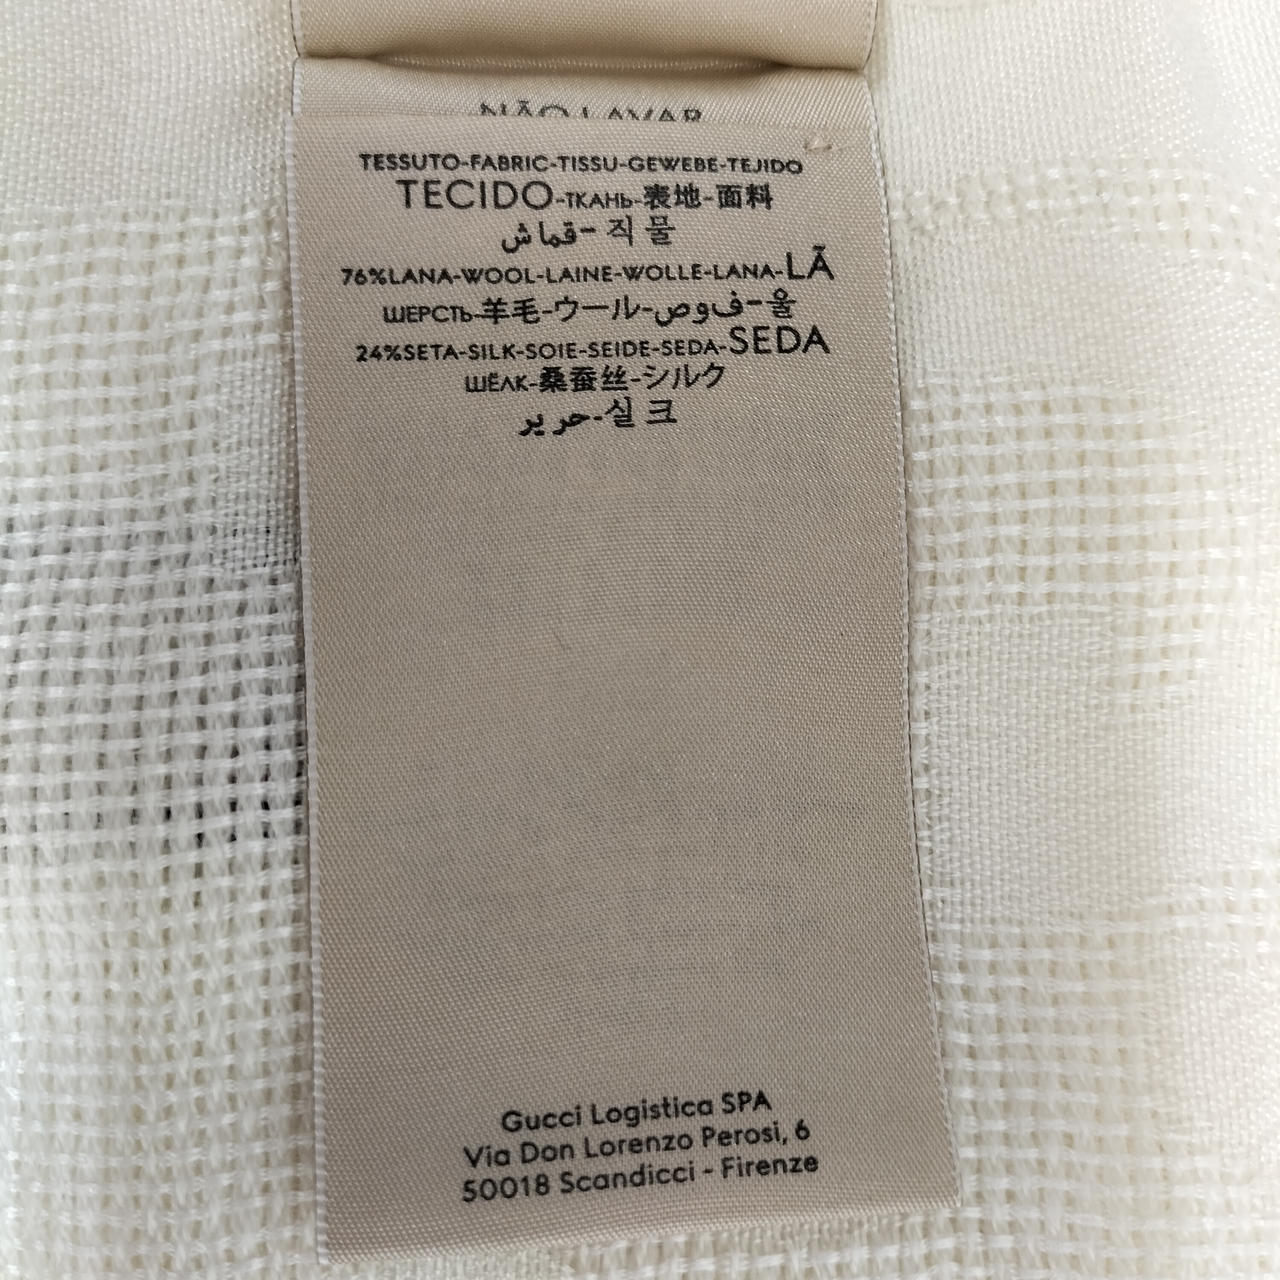 NÃO LAVAR
TESSUTO-FABRIC-TISSU-GEWEBE-TEJIDO
TECIDO-ТКАНЬ-表地-面料
قماش-직물
76%LANA-WOOL-LAINE-WOLLE-LANA-LÃ
ШЕРСТЬ-羊毛-ウール-فوص-울
24%SETA-SILK-SOIE-SEIDE-SEDA-SEDA
ШЁЛК-桑蚕丝-シルク
حرير-실크
Gucci Logistica SPA
Via Don Lorenzo Perosi, 6
50018 Scandicci - Firenze